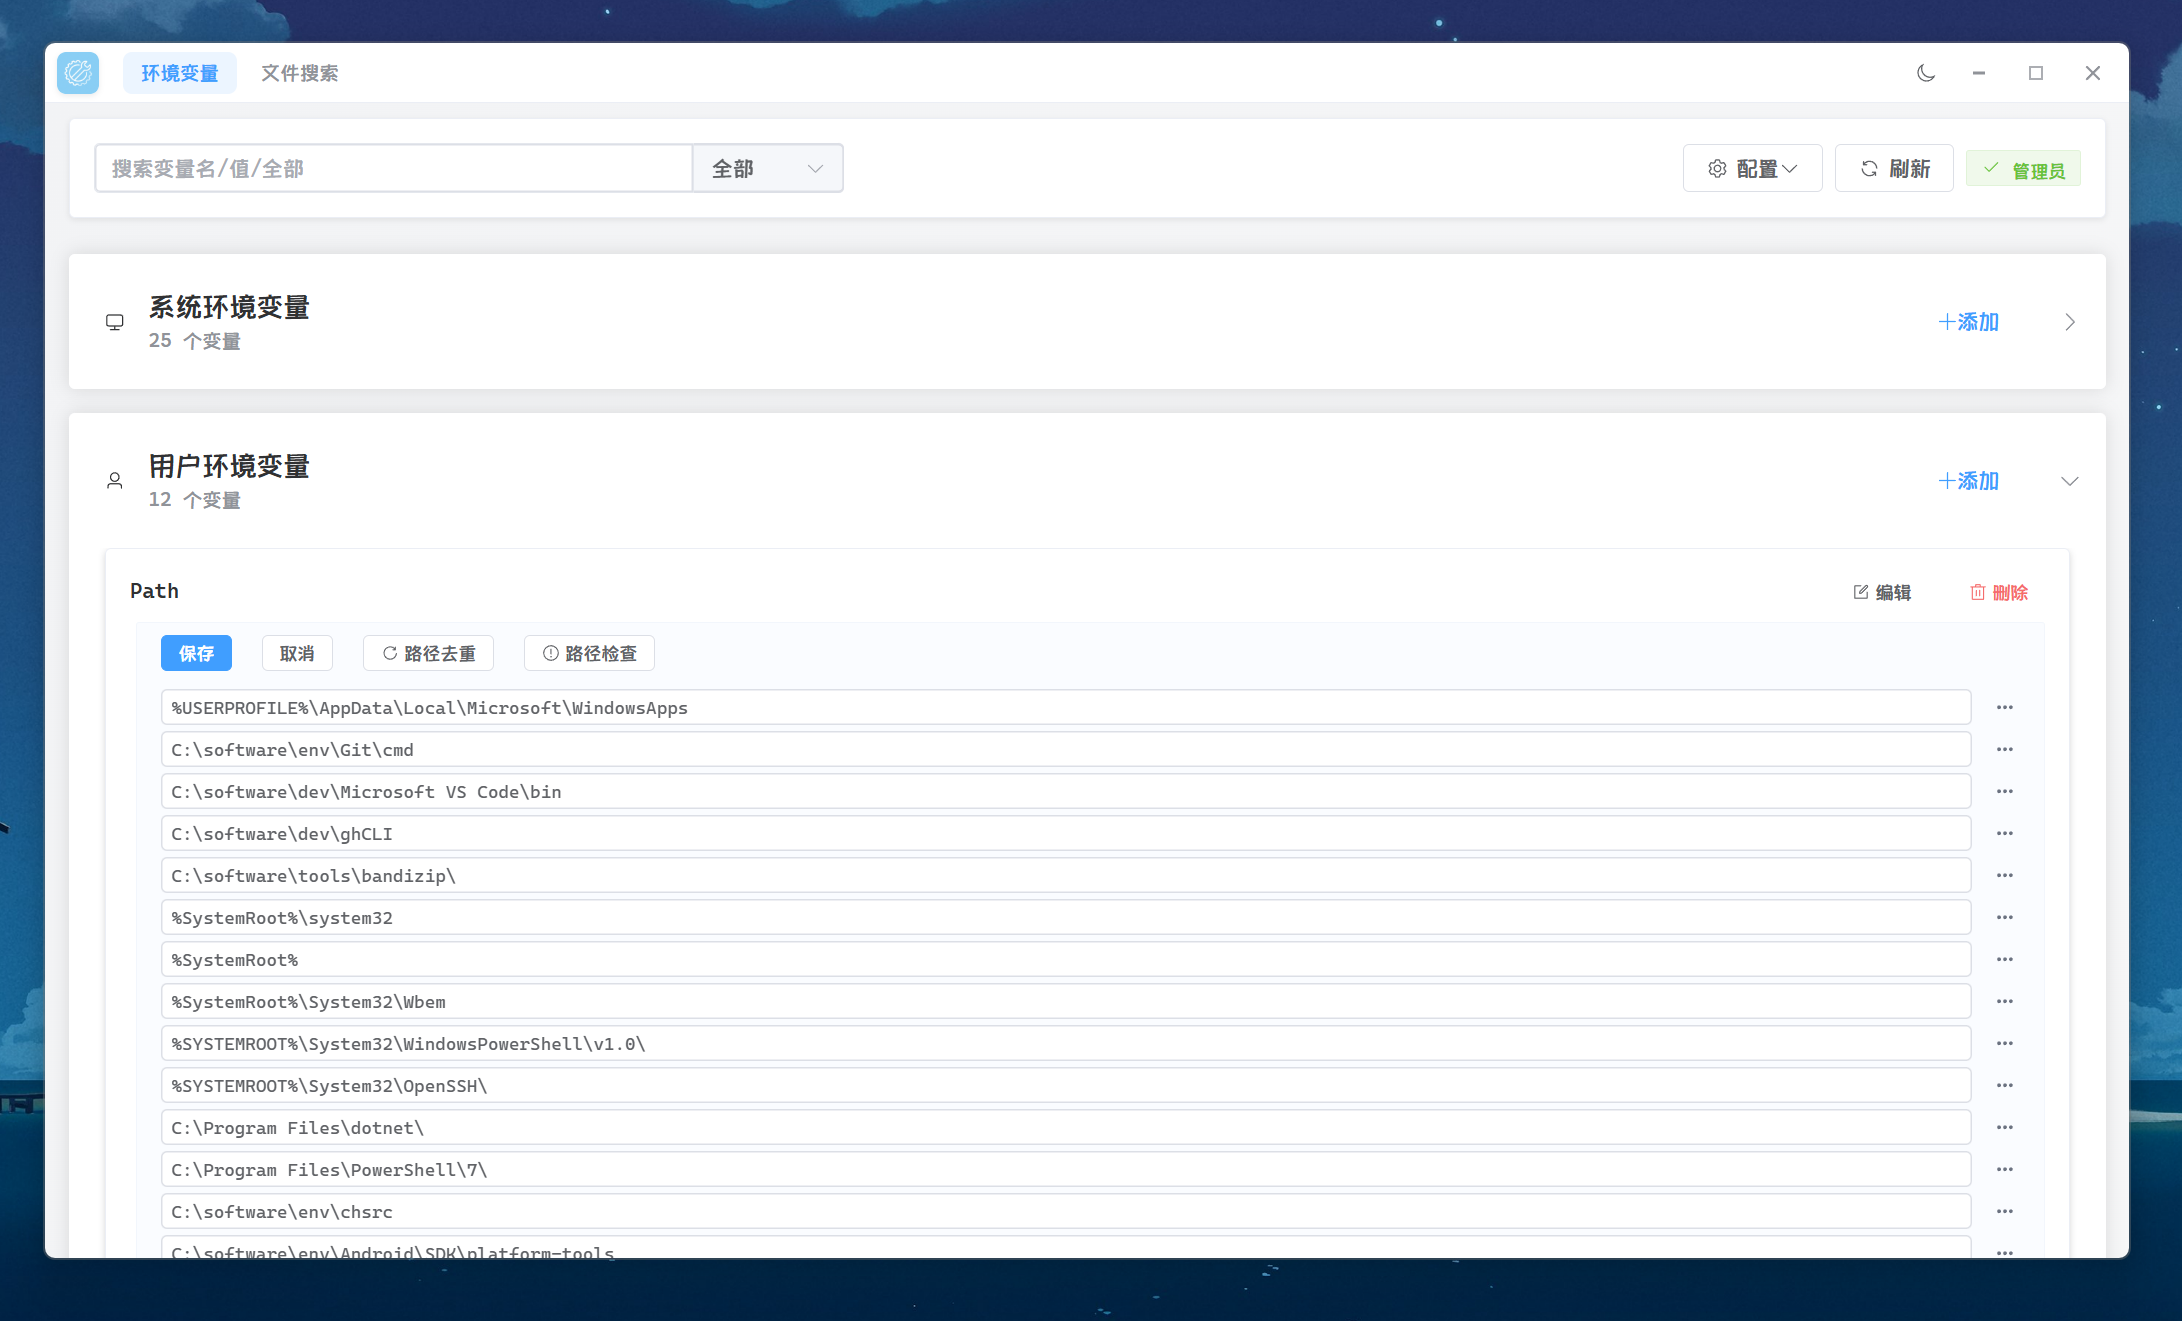 环境变量 文件搜索
搜索变量名/值/全部 全部 配置 刷新 管理员
系统环境变量
25 个变量
添加
用户环境变量
12 个变量
添加
Path 编辑 删除
保存 取消 路径去重 路径检查
%USERPROFILE%\AppData\Local\Microsoft\WindowsApps
C:\software\env\Git\cmd
C:\software\dev\Microsoft VS Code\bin
C:\software\dev\ghCLI
C:\software\tools\bandizip\
%SystemRoot%\system32
%SystemRoot%
%SystemRoot%\System32\Wbem
%SYSTEMROOT%\System32\WindowsPowerShell\v1.0\
%SYSTEMROOT%\System32\OpenSSH\
C:\Program Files\dotnet\
C:\Program Files\PowerShell\7\
C:\software\env\chsrc
C:\software\env\Android\SDK\platform-tools